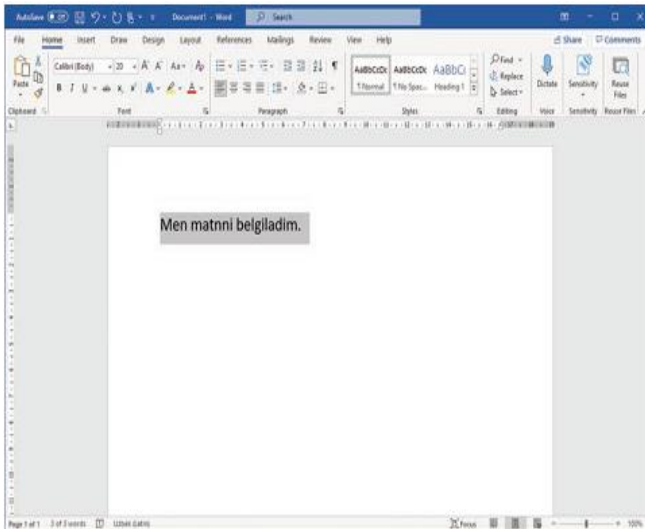 AutoSave Off Document1 - Word Search
File Home Insert Draw Design Layout References Mailings Review View Help Share Comments
Paste
Calibri (Body) 20
AaBbCcDc AaBbCcDc AaBbCc
Normal No Spac... Heading 1
Find
Replace
Select
Dictate
Sensitivity
Reuse
Files
Clipboard Font Paragraph Styles Editing Voice Sensitivity Reuse Files
Men matnni belgiladim.
Page 1 of 1 3 of 3 words Uzbek (Latin) Focus 100%